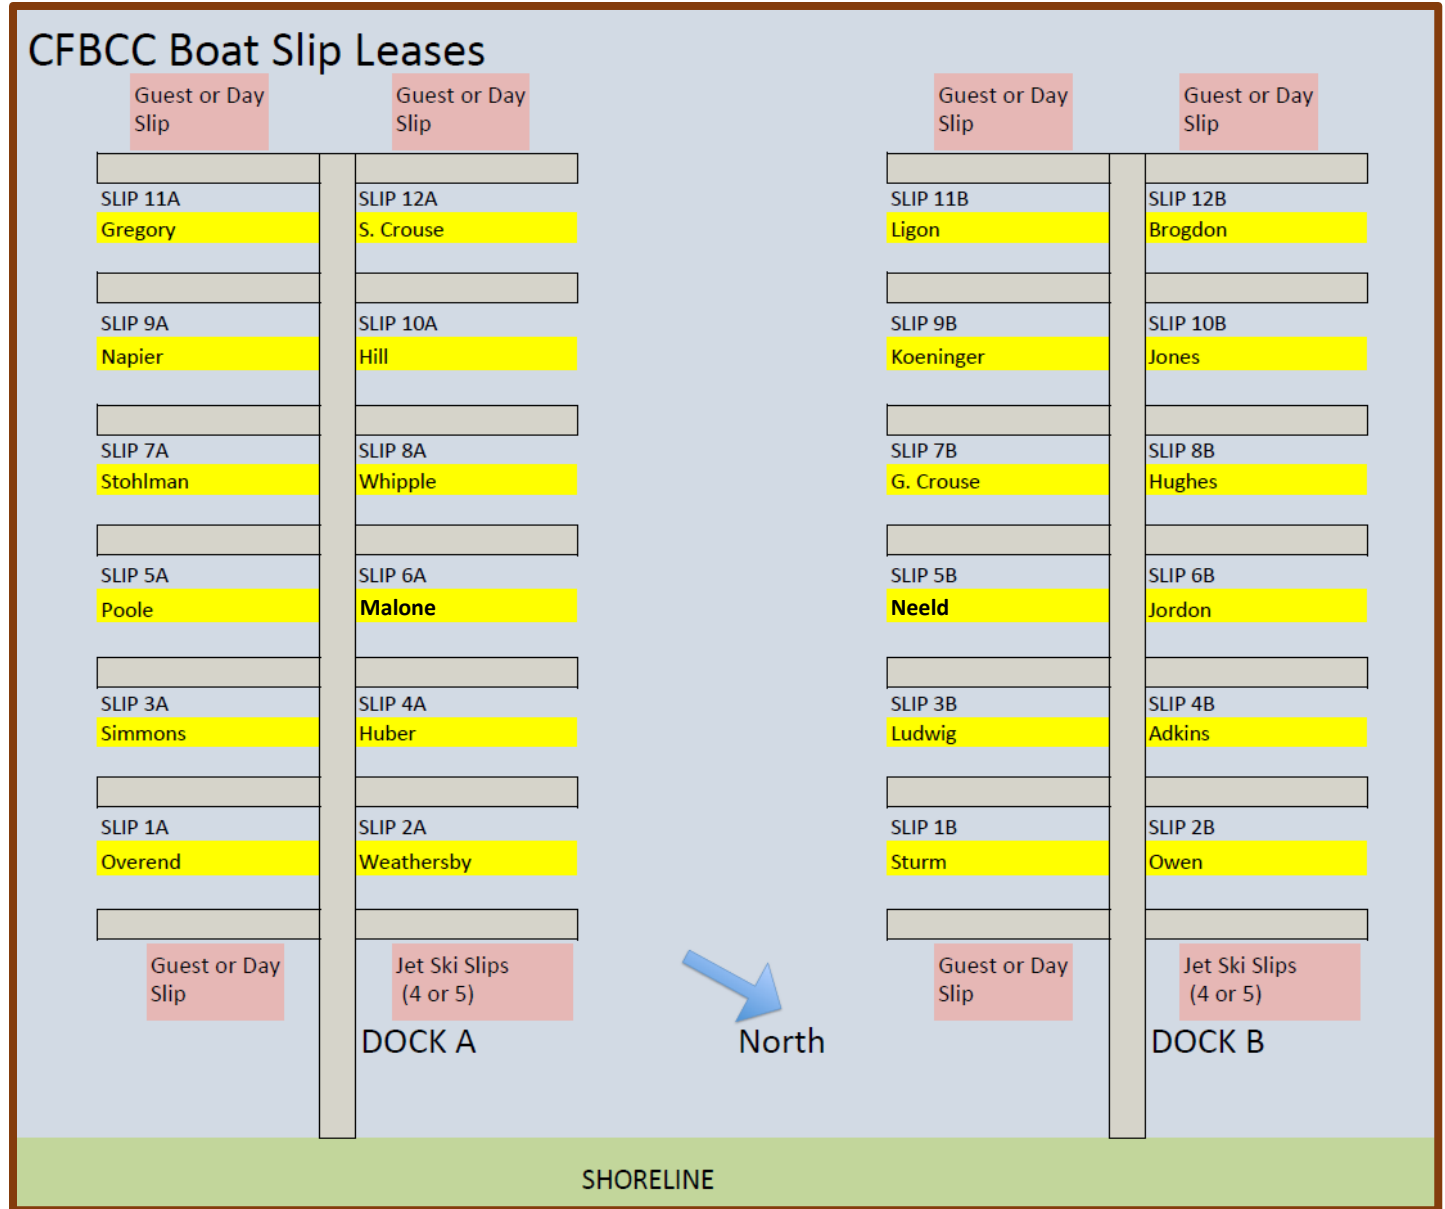 CFBCC Boat Slip Leases
Guest or Day
Slip
Guest or Day
Slip
Guest or Day
Slip
Guest or Day
Slip
SLIP 11A
Gregory
SLIP 12A
S. Crouse
SLIP 11B
Ligon
SLIP 12B
Brogdon
SLIP 9A
Napier
SLIP 10A
Hill
SLIP 9B
Koeninger
SLIP 10B
Jones
SLIP 7A
Stohlman
SLIP 8A
Whipple
SLIP 7B
G. Crouse
SLIP 8B
Hughes
SLIP 5A
Poole
SLIP 6A
Malone
SLIP 5B
Neeld
SLIP 6B
Jordon
SLIP 3A
Simmons
SLIP 4A
Huber
SLIP 3B
Ludwig
SLIP 4B
Adkins
SLIP 1A
Overend
SLIP 2A
Weathersby
SLIP 1B
Sturm
SLIP 2B
Owen
Guest or Day
Slip
Jet Ski Slips
(4 or 5)
Guest or Day
Slip
Jet Ski Slips
(4 or 5)
DOCK A
North
DOCK B
SHORELINE